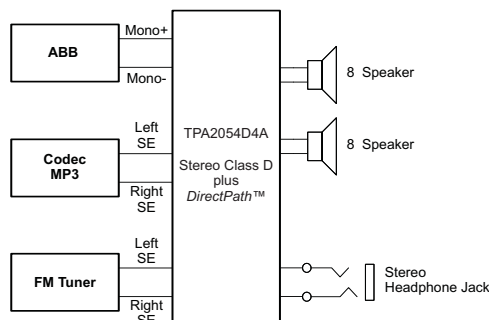 ABB
Mono+
Mono-
Codec
MP3
Left
SE
Right
SE
FM Tuner
Left
SE
Right
SE
TPA2054D4A
Stereo Class D
plus
DirectPath™
8 Speaker
8 Speaker
Stereo
Headphone Jack